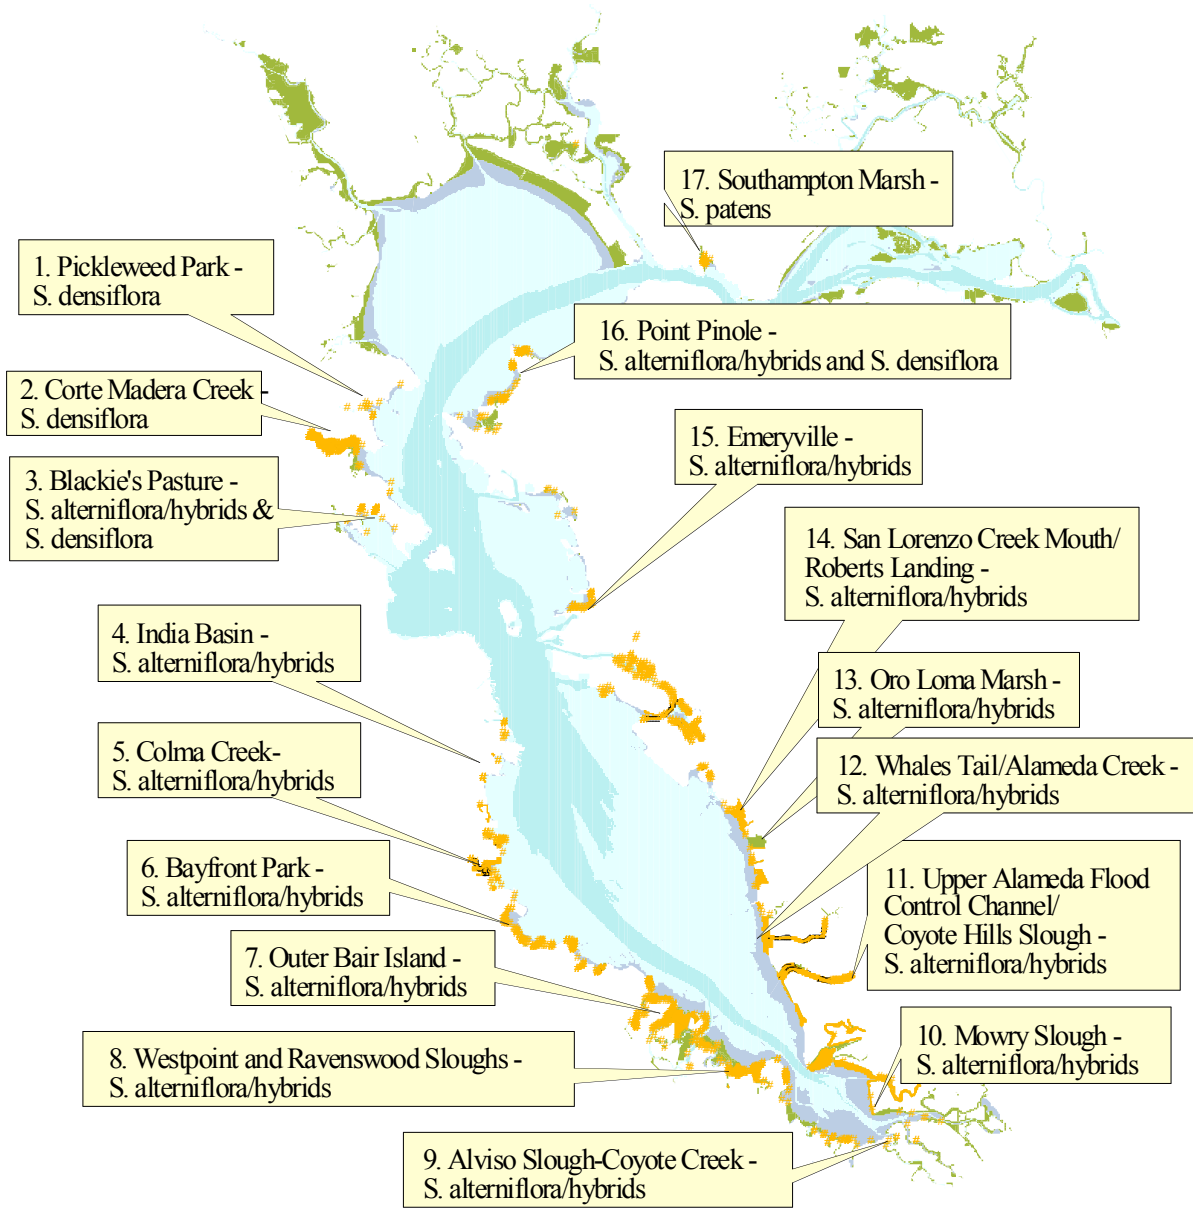 17. Southampton Marsh -
S. patens
1. Pickleweed Park -
S. densiflora
16. Point Pinole -
S. alterniflora/hybrids and S. densiflora
2. Corte Madera Creek -
S. densiflora
15. Emeryville -
S. alterniflora/hybrids
3. Blackie's Pasture -
S. alterniflora/hybrids &
S. densiflora
14. San Lorenzo Creek Mouth/
Roberts Landing -
S. alterniflora/hybrids
4. India Basin -
S. alterniflora/hybrids
13. Oro Loma Marsh -
S. alterniflora/hybrids
5. Colma Creek-
S. alterniflora/hybrids
12. Whales Tail/Alameda Creek -
S. alterniflora/hybrids
6. Bayfront Park -
S. alterniflora/hybrids
11. Upper Alameda Flood
Control Channel/
Coyote Hills Slough -
S. alterniflora/hybrids
7. Outer Bair Island -
S. alterniflora/hybrids
10. Mowry Slough -
S. alterniflora/hybrids
8. Westpoint and Ravenswood Sloughs -
S. alterniflora/hybrids
9. Alviso Slough-Coyote Creek -
S. alterniflora/hybrids